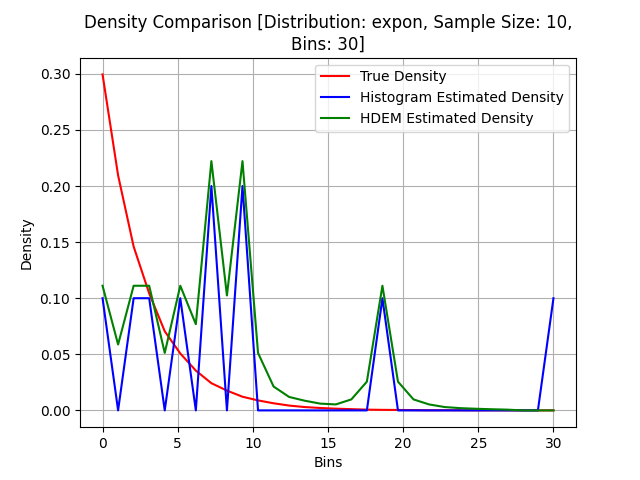 Density Comparison [Distribution: expon, Sample Size: 10,
Bins: 30]
True Density
Histogram Estimated Density
HDEM Estimated Density
Density
0.30
0.25
0.20
0.15
0.10
0.05
0.00
0 5 10 15 20 25 30
Bins